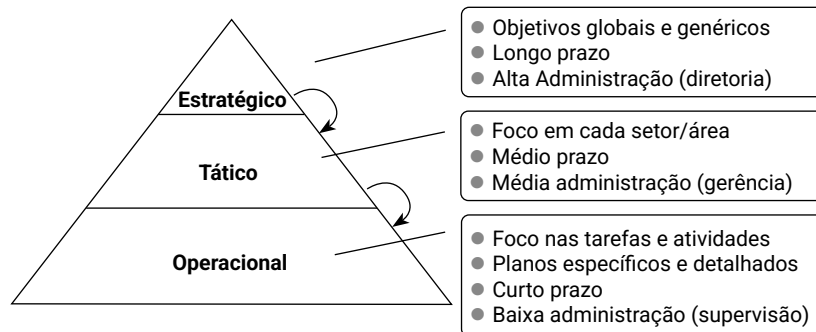 Estratégico
● Objetivos globais e genéricos
● Longo prazo
● Alta Administração (diretoria)
Tático
● Foco em cada setor/área
● Médio prazo
● Média administração (gerência)
Operacional
● Foco nas tarefas e atividades
● Planos específicos e detalhados
● Curto prazo
● Baixa administração (supervisão)